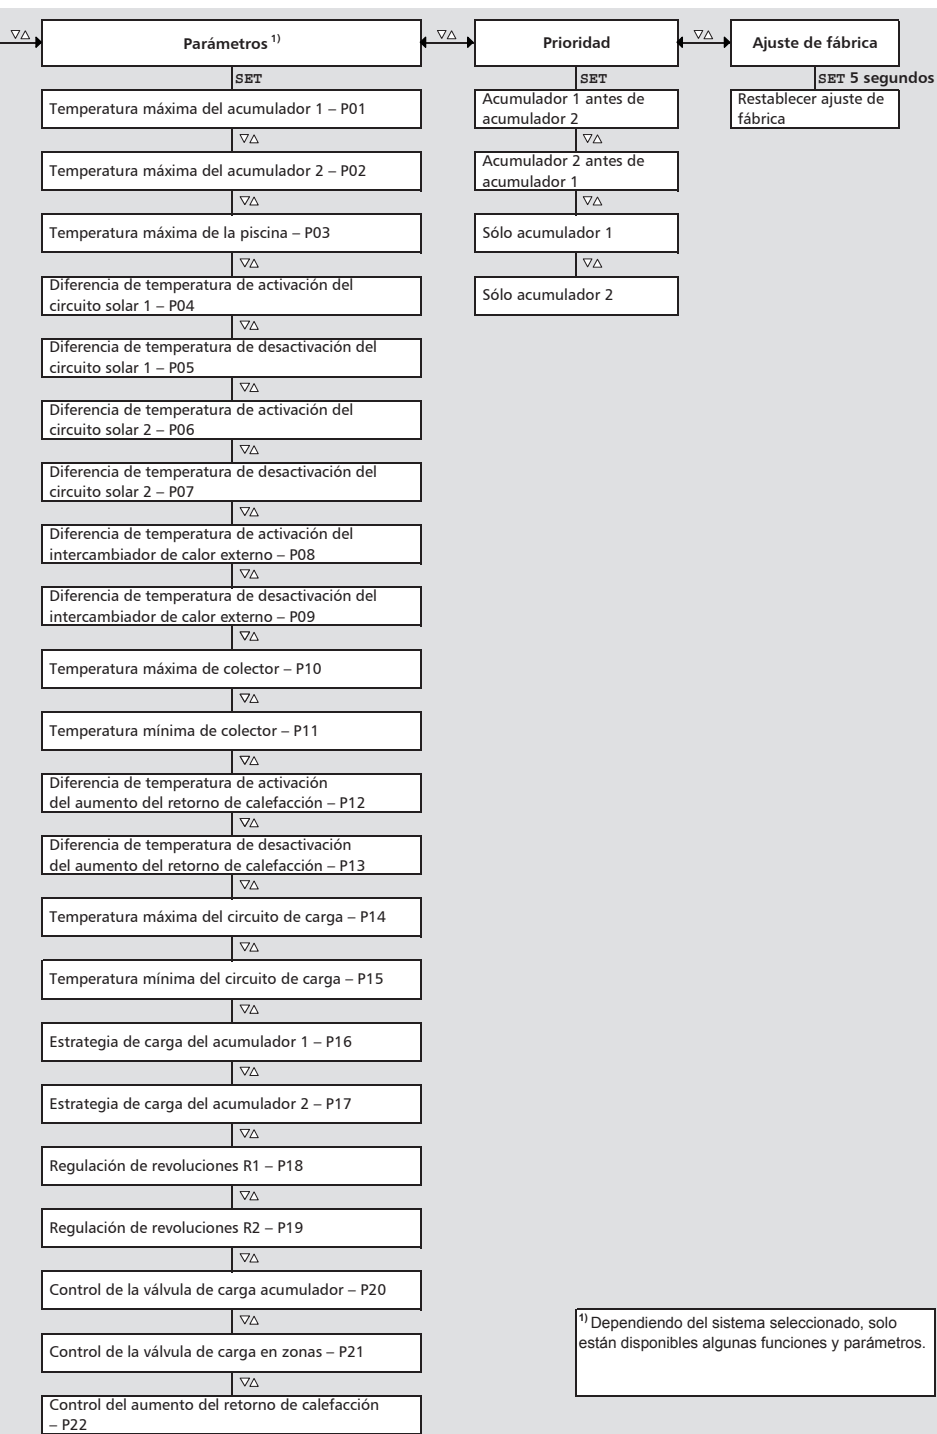 ▽△
Parámetros ¹⁾
SET
Temperatura máxima del acumulador 1 – P01
▽△
Temperatura máxima del acumulador 2 – P02
▽△
Temperatura máxima de la piscina – P03
▽△
Diferencia de temperatura de activación del
circuito solar 1 – P04
▽△
Diferencia de temperatura de desactivación del
circuito solar 1 – P05
▽△
Diferencia de temperatura de activación del
circuito solar 2 – P06
▽△
Diferencia de temperatura de desactivación del
circuito solar 2 – P07
▽△
Diferencia de temperatura de activación del
intercambiador de calor externo – P08
▽△
Diferencia de temperatura de desactivación del
intercambiador de calor externo – P09
▽△
Temperatura máxima de colector – P10
▽△
Temperatura mínima de colector – P11
▽△
Diferencia de temperatura de activación
del aumento del retorno de calefacción – P12
▽△
Diferencia de temperatura de desactivación
del aumento del retorno de calefacción – P13
▽△
Temperatura máxima del circuito de carga – P14
▽△
Temperatura mínima del circuito de carga – P15
▽△
Estrategia de carga del acumulador 1 – P16
▽△
Estrategia de carga del acumulador 2 – P17
▽△
Regulación de revoluciones R1 – P18
▽△
Regulación de revoluciones R2 – P19
▽△
Control de la válvula de carga acumulador – P20
▽△
Control de la válvula de carga en zonas – P21
▽△
Control del aumento del retorno de calefacción
– P22
▽△
Prioridad
SET
Acumulador 1 antes de
acumulador 2
▽△
Acumulador 2 antes de
acumulador 1
▽△
Sólo acumulador 1
▽△
Sólo acumulador 2
▽△
Ajuste de fábrica
SET 5 segundos
Restablecer ajuste de
fábrica
¹⁾ Dependiendo del sistema seleccionado, solo
están disponibles algunas funciones y parámetros.